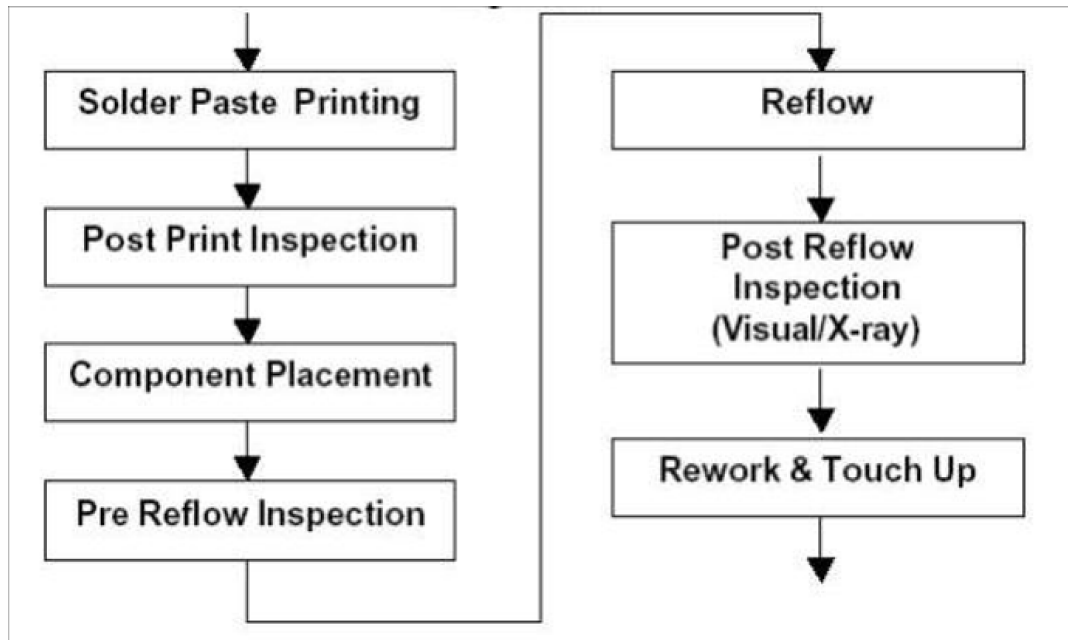 Solder Paste Printing
Post Print Inspection
Component Placement
Pre Reflow Inspection
Reflow
Post Reflow
Inspection
(Visual/X-ray)
Rework & Touch Up